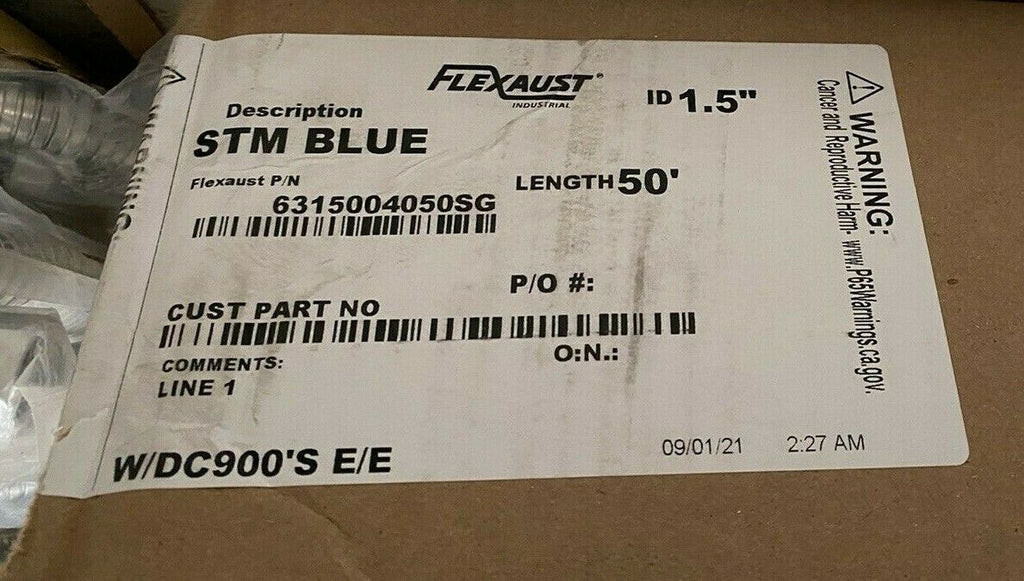 FLEXAUST®
INDUSTRIAL
ID 1.5"
Description
STM BLUE
Flexaust P/N
LENGTH 50'
6315004050SG
P/O #:
CUST PART NO
O:N.:
COMMENTS:
LINE 1
W/DC900'S E/E
09/01/21 2:27 AM
WARNING:
Cancer and Reproductive Harm- www.P65Warnings.ca.gov.
WARNING: